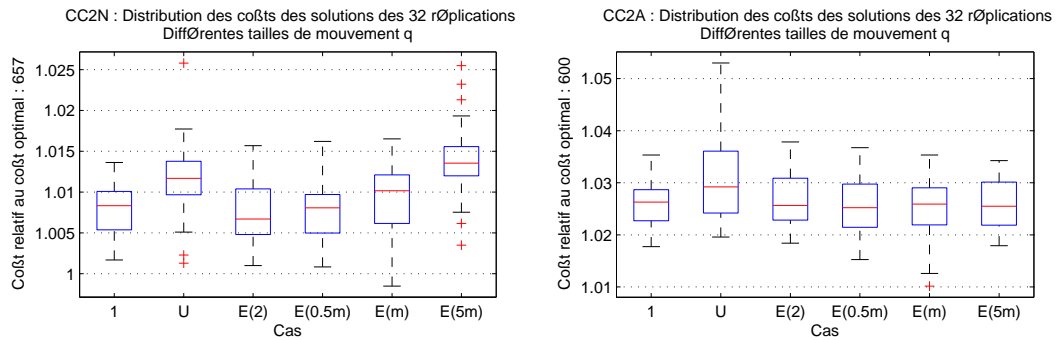 CC2N : Distribution des coßts des solutions des 32 rØplications
DiffØrentes tailles de mouvement q
Coßt relatif au coßt optimal : 657
1.025
1.02
1.015
1.01
1.005
1
1 U E(2) E(0.5m) E(m) E(5m)
Cas
CC2A : Distribution des coßts des solutions des 32 rØplications
DiffØrentes tailles de mouvement q
Coßt relatif au coßt optimal : 600
1.05
1.04
1.03
1.02
1.01
1 U E(2) E(0.5m) E(m) E(5m)
Cas